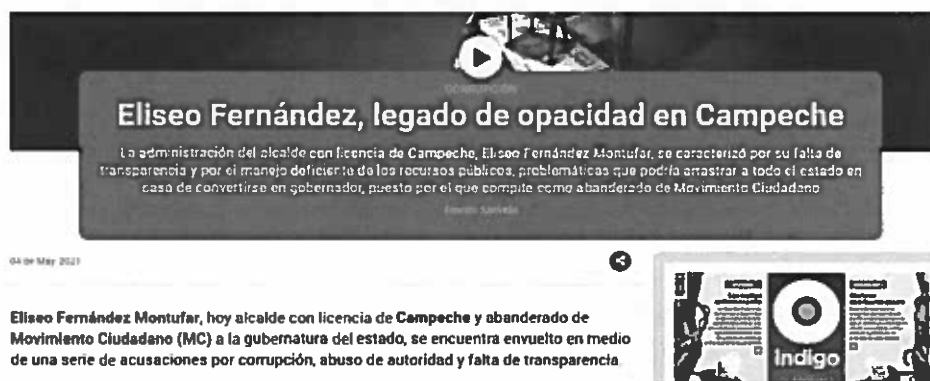 CORRUPCIÓN
Eliseo Fernández, legado de opacidad en Campeche
La administración del alcalde con licencia de Campeche, Eliseo Fernández Montufar, se caracterizó por su falta de
transparencia y por el manejo deficiente de los recursos públicos, problemáticas que podría arrastrar a todo el estado en
caso de convertirse en gobernador, puesto por el que compite como abanderado de Movimiento Ciudadano
04 de May 2021
Eliseo Fernández Montufar, hoy alcalde con licencia de Campeche y abanderado de
Movimiento Ciudadano (MC) a la gubernatura del estado, se encuentra envuelto en medio
de una serie de acusaciones por corrupción, abuso de autoridad y falta de transparencia.
Indigo